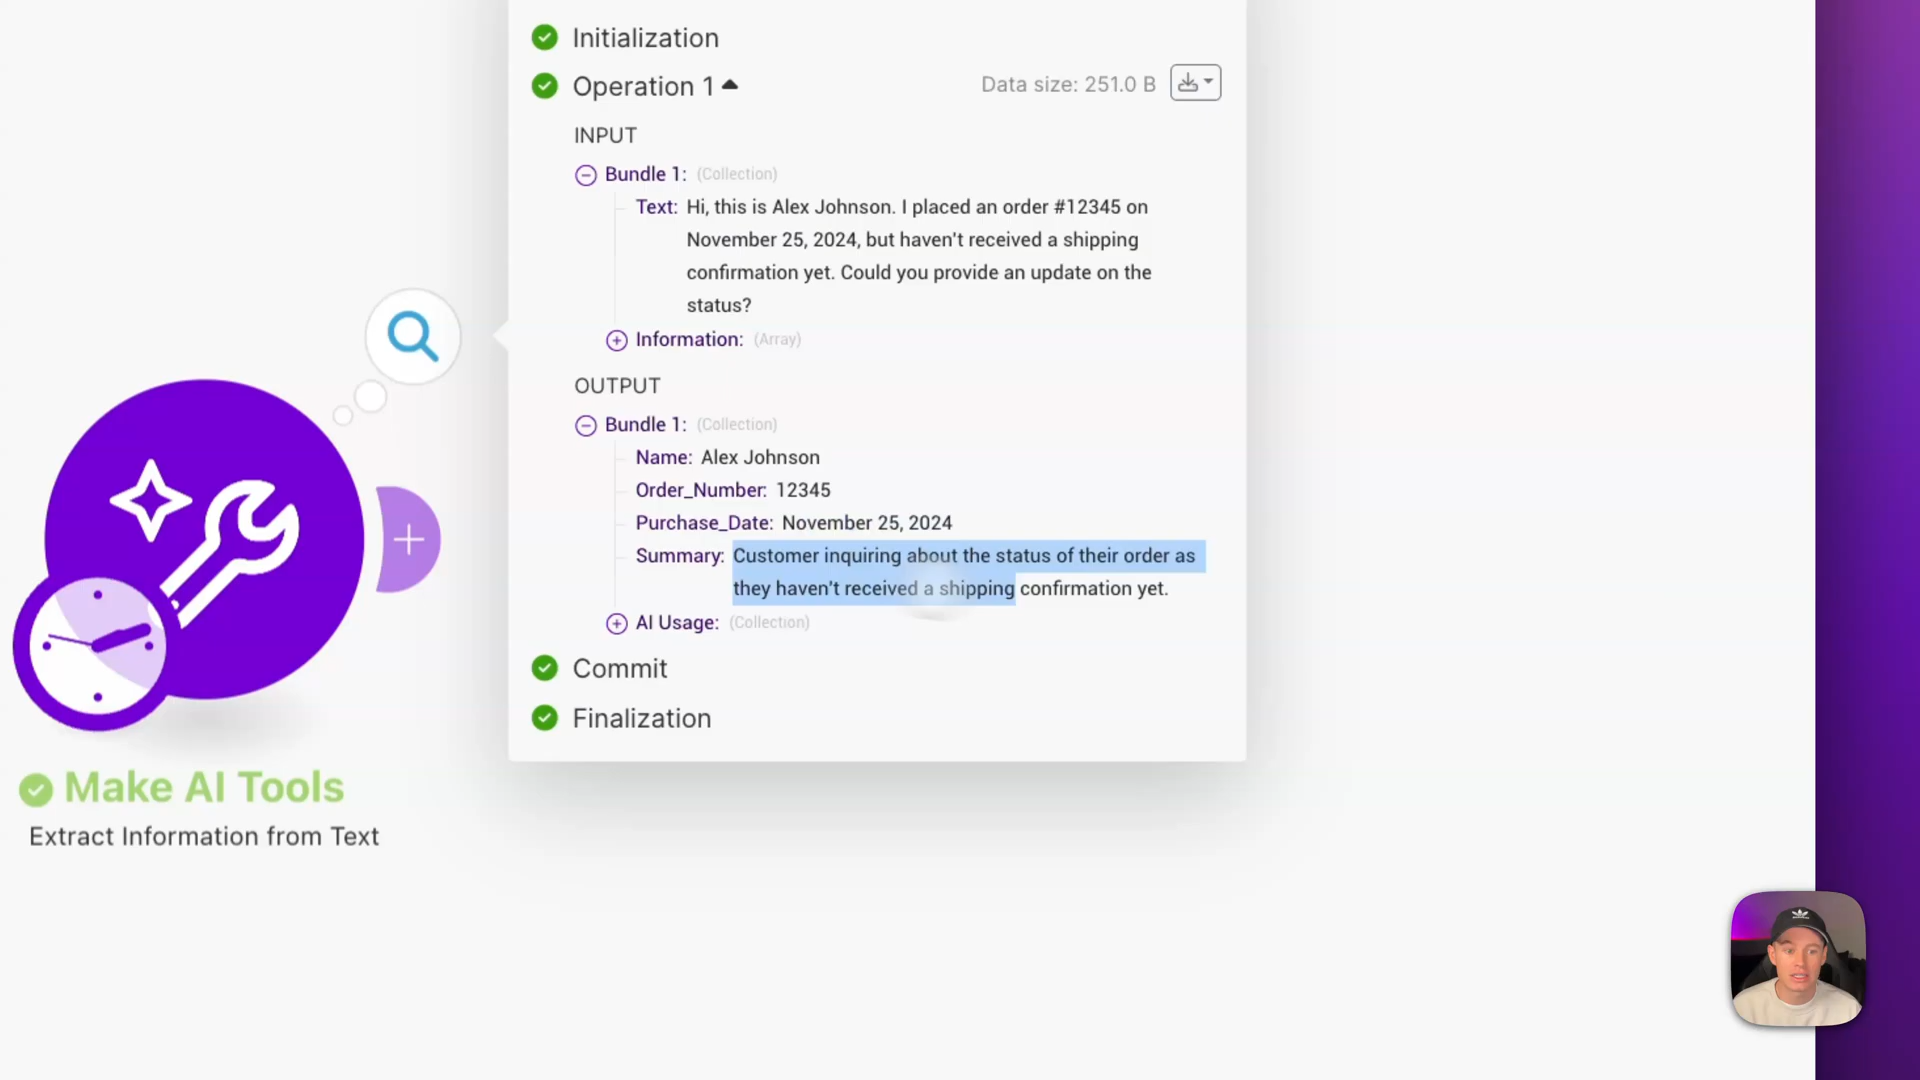 Initialization
Operation 1
Data size: 251.0 B
INPUT
Bundle 1: (Collection)
Text: Hi, this is Alex Johnson. I placed an order #12345 on
November 25, 2024, but haven't received a shipping
confirmation yet. Could you provide an update on the
status?
Information: (Array)
OUTPUT
Bundle 1: (Collection)
Name: Alex Johnson
Order_Number: 12345
Purchase_Date: November 25, 2024
Summary: Customer inquiring about the status of their order as
they haven't received a shipping confirmation yet.
AI Usage: (Collection)
Commit
Finalization
Make AI Tools
Extract Information from Text